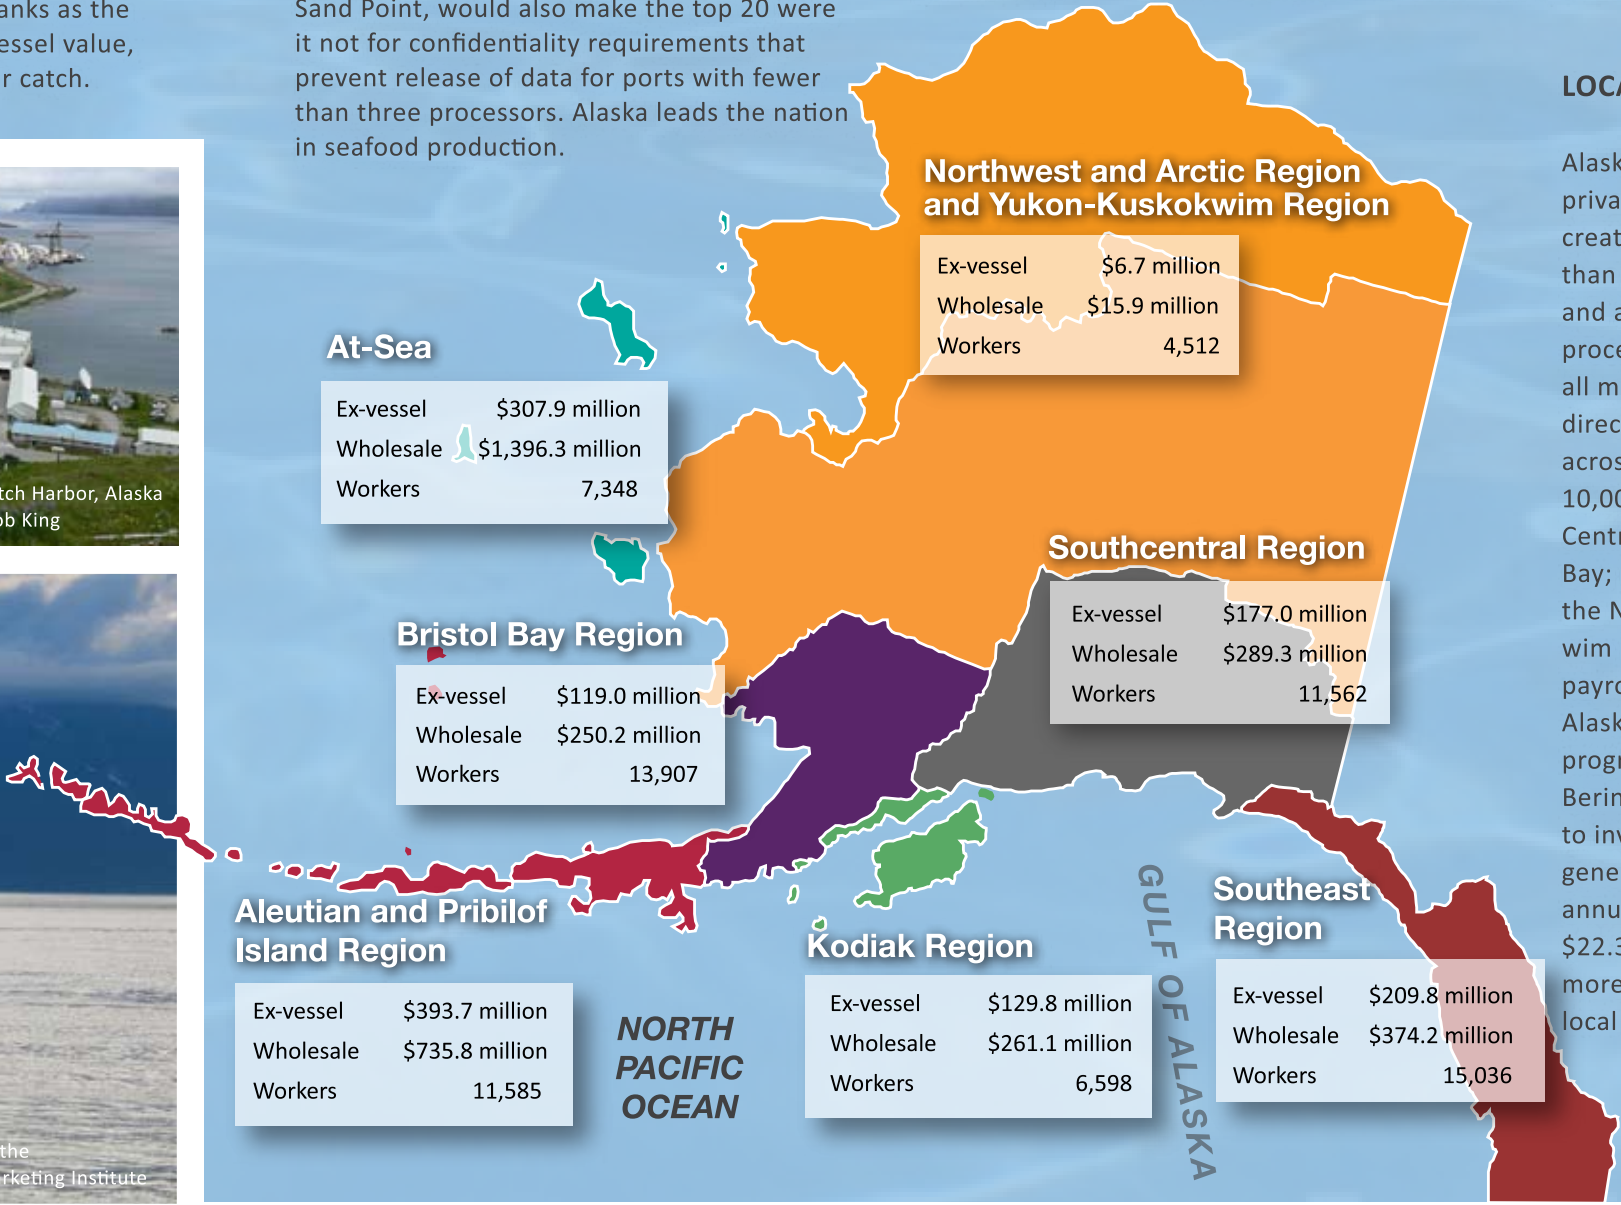 anks as the
essel value,
r catch.
Sand Point, would also make the top 20 were
it not for confidentiality requirements that
prevent release of data for ports with fewer
than three processors. Alaska leads the nation
in seafood production.
tch Harbor, Alaska
ob King
the
rketing Institute
Northwest and Arctic Region
and Yukon-Kuskokwim Region
Ex-vessel $6.7 million
Wholesale $15.9 million
Workers 4,512
At-Sea
Ex-vessel $307.9 million
Wholesale $1,396.3 million
Workers 7,348
Southcentral Region
Ex-vessel $177.0 million
Wholesale $289.3 million
Workers 11,562
Bristol Bay Region
Ex-vessel $119.0 million
Wholesale $250.2 million
Workers 13,907
Aleutian and Pribilof
Island Region
Ex-vessel $393.7 million
Wholesale $735.8 million
Workers 11,585
NORTH
PACIFIC
OCEAN
Kodiak Region
Ex-vessel $129.8 million
Wholesale $261.1 million
Workers 6,598
GULF OF ALASKA
Southeast
Region
Ex-vessel $209.8 million
Wholesale $374.2 million
Workers 15,036
LOCA
Alask
priva
creat
than
and a
proce
all m
direc
acros
10,00
Centr
Bay;
the N
wim
payro
Alask
progr
Berin
to inv
gene
annu
$22.3
more
local